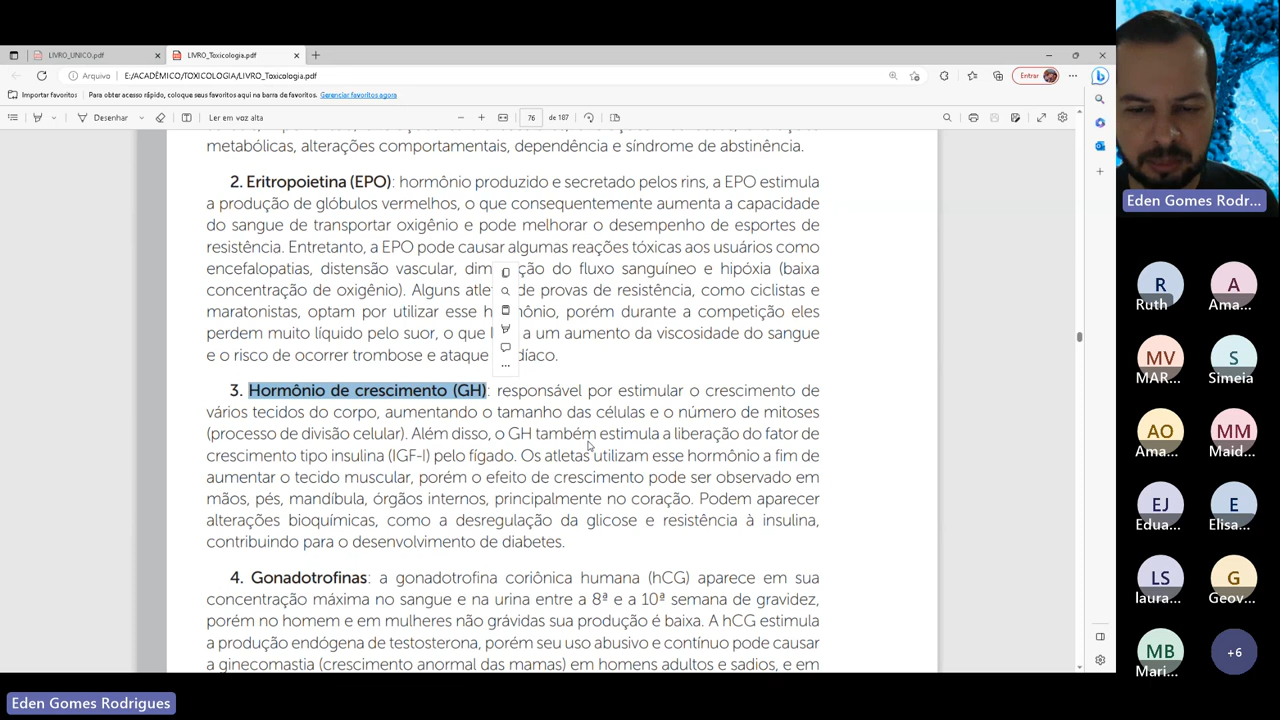 LIVRO_UNICO.pdf
LIVRO_Toxicologia.pdf
Arquivo
E:/ACADÊMICO/TOXICOLOGIA/LIVRO_Toxicologia.pdf
Entrar
Importar favoritos
Para obter acesso rápido, coloque seus favoritos aqui na barra de favoritos. Gerenciar favoritos agora
Desenhar
Ler em voz alta
76
de 187
metabólicas, alterações comportamentais, dependência e síndrome de abstinência.
2. Eritropoietina (EPO): hormônio produzido e secretado pelos rins, a EPO estimula
a produção de glóbulos vermelhos, o que consequentemente aumenta a capacidade
do sangue de transportar oxigênio e pode melhorar o desempenho de esportes de
resistência. Entretanto, a EPO pode causar algumas reações tóxicas aos usuários como
encefalopatias, distensão vascular, dim ção do fluxo sanguíneo e hipóxia (baixa
concentração de oxigênio). Alguns atle de provas de resistência, como ciclistas e
maratonistas, optam por utilizar esse h mônio, porém durante a competição eles
perdem muito líquido pelo suor, o que l a um aumento da viscosidade do sangue
e o risco de ocorrer trombose e ataque díaco.
3. Hormônio de crescimento (GH): responsável por estimular o crescimento de
vários tecidos do corpo, aumentando o tamanho das células e o número de mitoses
(processo de divisão celular). Além disso, o GH também estimula a liberação do fator de
crescimento tipo insulina (IGF-I) pelo fígado. Os atletas utilizam esse hormônio a fim de
aumentar o tecido muscular, porém o efeito de crescimento pode ser observado em
mãos, pés, mandíbula, órgãos internos, principalmente no coração. Podem aparecer
alterações bioquímicas, como a desregulação da glicose e resistência à insulina,
contribuindo para o desenvolvimento de diabetes.
4. Gonadotrofinas: a gonadotrofina coriônica humana (hCG) aparece em sua
concentração máxima no sangue e na urina entre a 8ª e a 10ª semana de gravidez,
porém no homem e em mulheres não grávidas sua produção é baixa. A hCG estimula
a produção endógena de testosterona, porém seu uso abusivo e contínuo pode causar
a ginecomastia (crescimento anormal das mamas) em homens adultos e sadios, e em
Eden Gomes Rodr...
R
Ruth
A
Ama...
MV
MAR...
S
Simeia
AO
Ama...
MM
Maid...
EJ
Edua...
E
Elisa...
LS
laura...
G
Geov...
MB
Mari...
+6
Eden Gomes Rodrigues